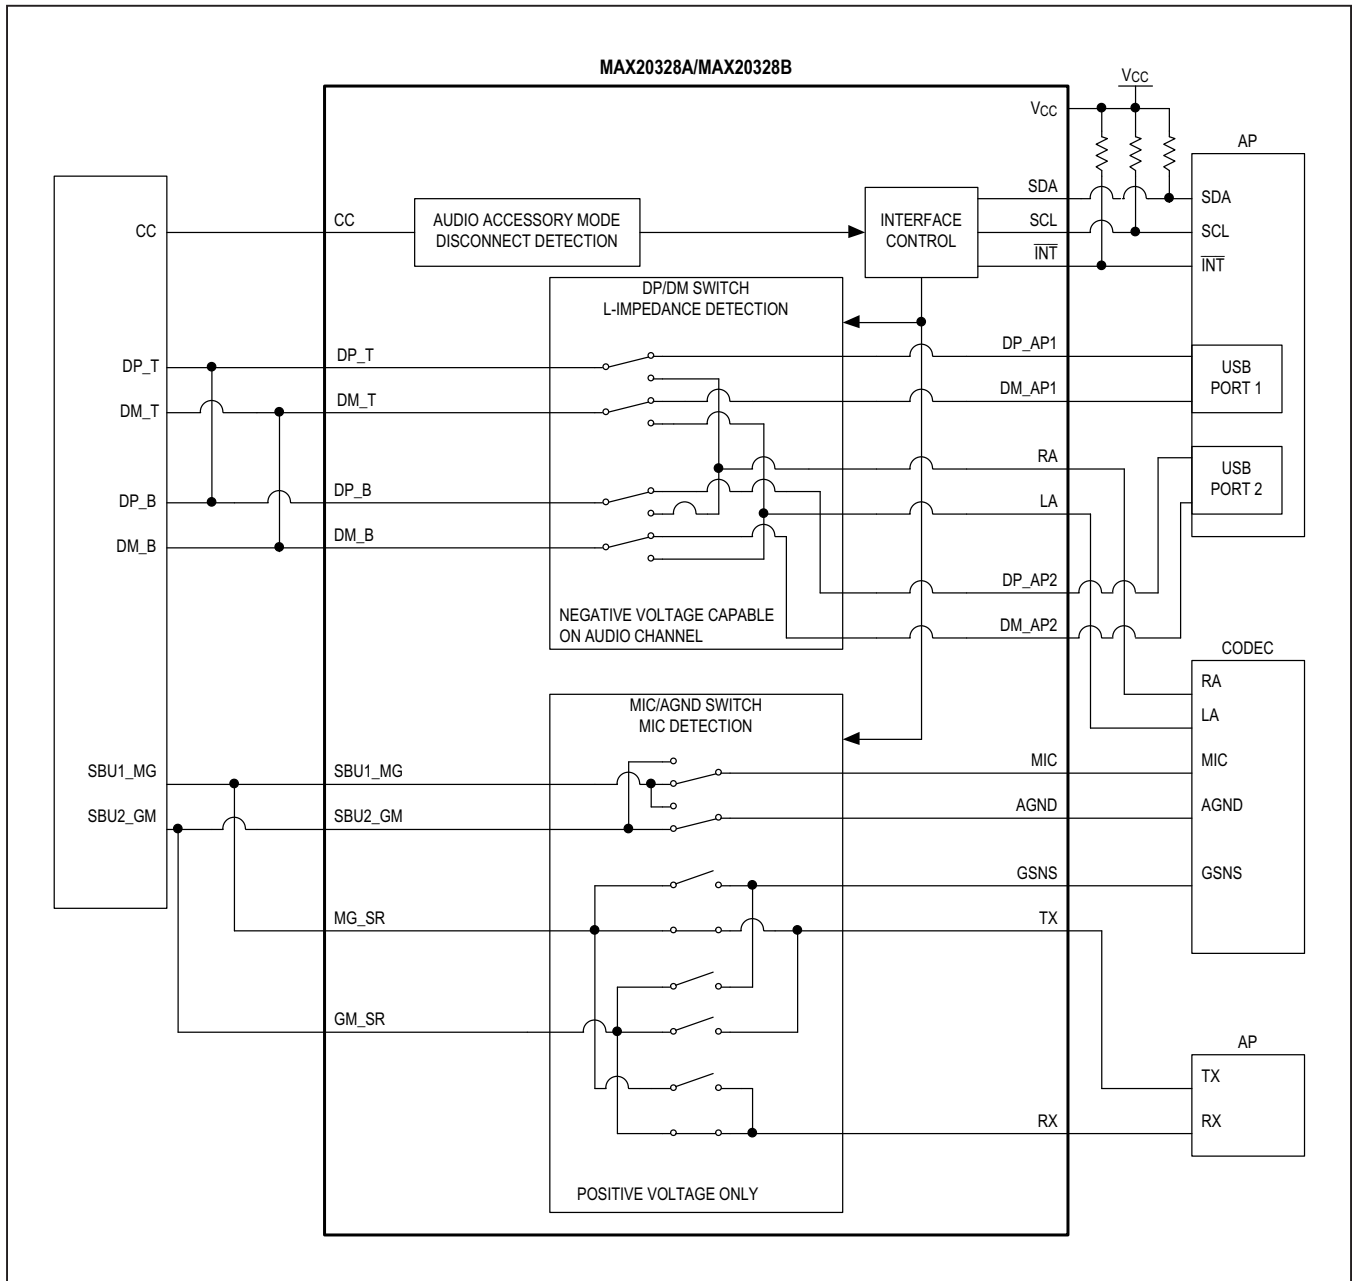 MAX20328A/MAX20328B
VCC
VCC
AP
SDA
SDA
CC
CC
AUDIO ACCESSORY MODE
DISCONNECT DETECTION
INTERFACE
CONTROL
SCL
SCL
INT
INT
DP/DM SWITCH
L-IMPEDANCE DETECTION
DP_T
DP_T
DP_AP1
USB
PORT 1
DM_T
DM_T
DM_AP1
RA
USB
PORT 2
DP_B
DP_B
LA
DM_B
DM_B
DP_AP2
NEGATIVE VOLTAGE CAPABLE
ON AUDIO CHANNEL
DM_AP2
CODEC
RA
MIC/AGND SWITCH
MIC DETECTION
LA
SBU1_MG
SBU1_MG
MIC
MIC
SBU2_GM
SBU2_GM
AGND
AGND
GSNS
GSNS
MG_SR
TX
GM_SR
AP
TX
RX
RX
POSITIVE VOLTAGE ONLY